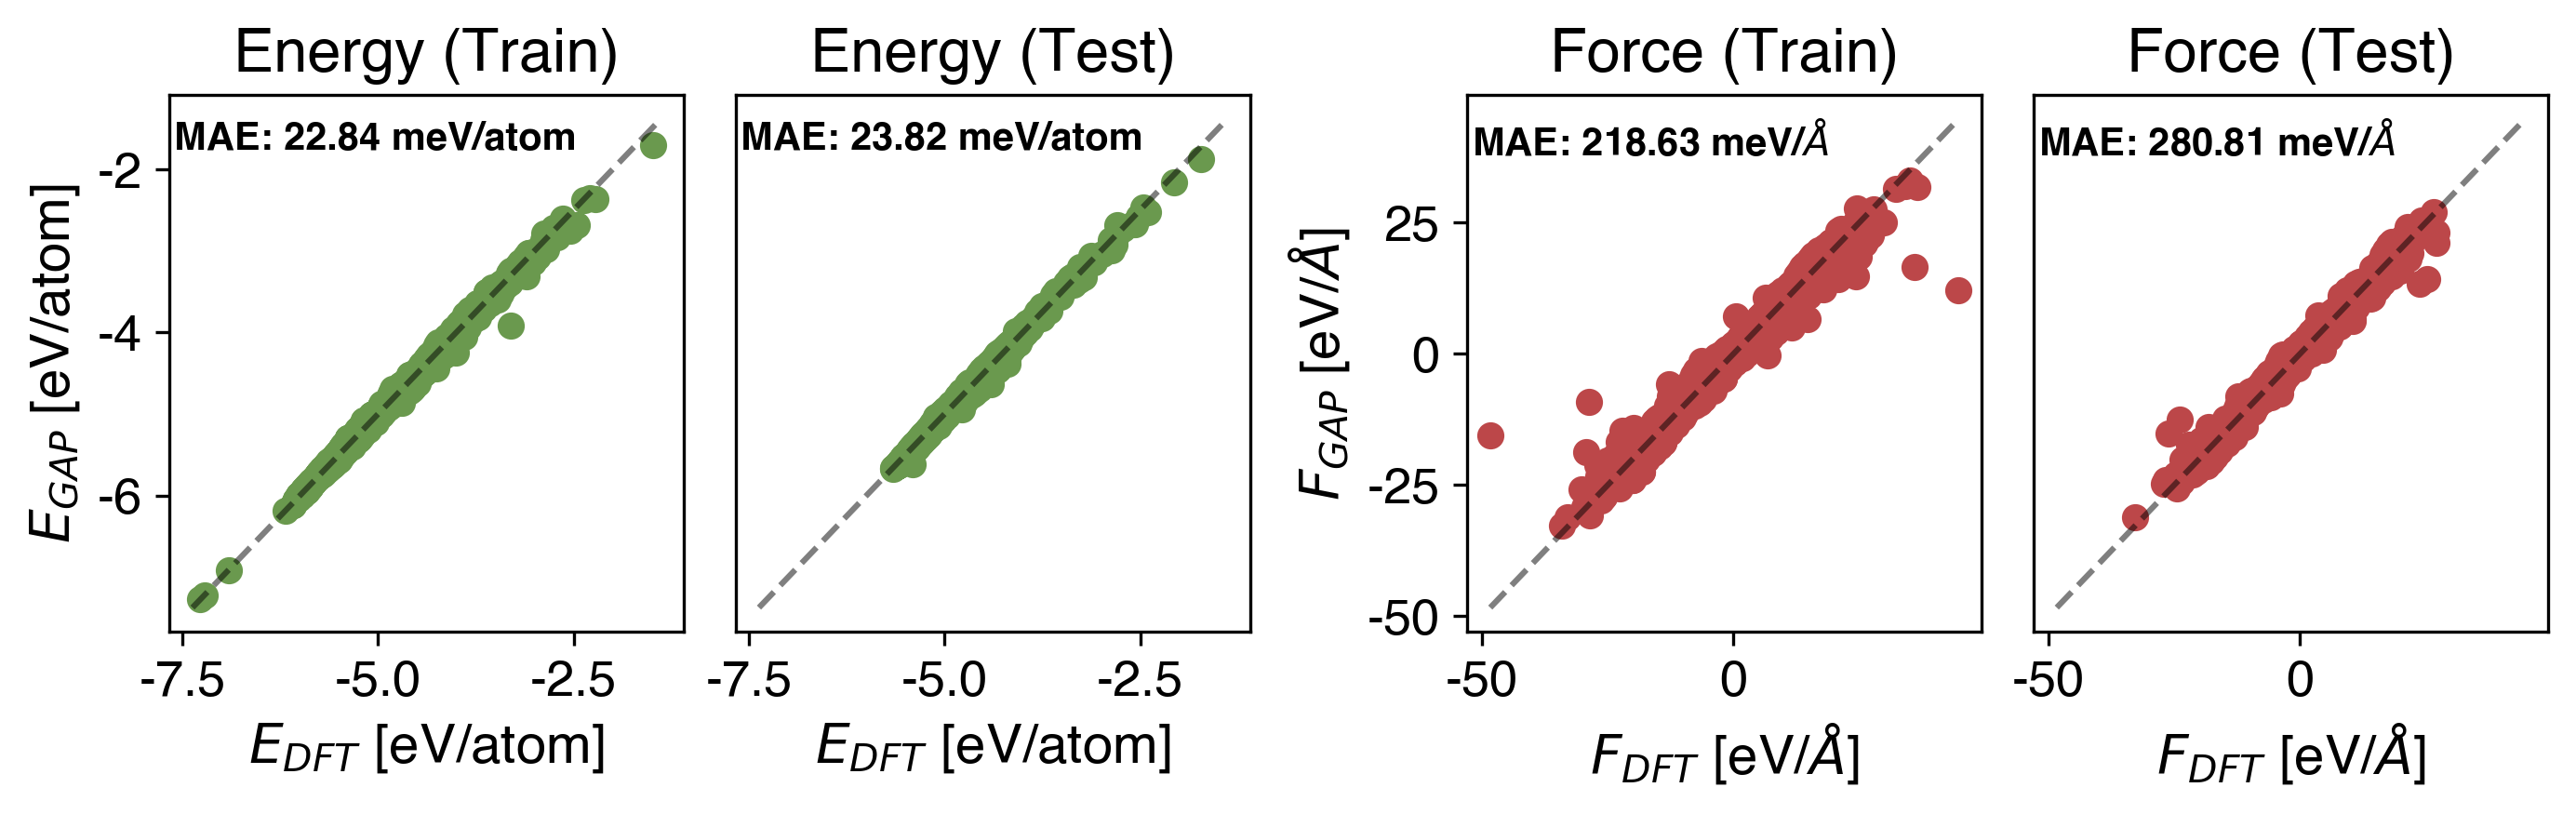 Energy (Train)
MAE: 22.84 meV/atom
-2
-4
-6
E_GAP [eV/atom]
-7.5
-5.0
-2.5
E_DFT [eV/atom]
Energy (Test)
MAE: 23.82 meV/atom
-7.5
-5.0
-2.5
E_DFT [eV/atom]
Force (Train)
MAE: 218.63 meV/Å
25
0
-25
-50
F_GAP [eV/Å]
-50
0
F_DFT [eV/Å]
Force (Test)
MAE: 280.81 meV/Å
-50
0
F_DFT [eV/Å]